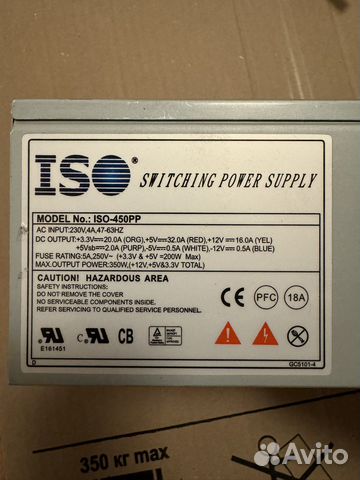 ISO
SWITCHING POWER SUPPLY
MODEL No.: ISO-450PP
AC INPUT:230V,4A,47-63HZ
DC OUTPUT:+3.3V⎓20.0A (ORG),+5V⎓32.0A (RED),+12V⎓16.0A (YEL)
+5Vsb⎓2.0A (PURP),-5V⎓0.5A (WHITE),-12V⎓0.5A (BLUE)
FUSE RATING:5A,250V~ (+3.3 & +5V =200W Max)
MAX.OUTPUT POWER:350W,(+12V,+5V&3.3V TOTAL)
CAUTION! HAZARDOUS AREA
SAFETY INSTRUCTIONS:
DO NOT REMOVE THE COVER.
NO SERVICEABLE COMPONENTS INSIDE.
REFER TO QUALIFIED
SERVICE PERSONNEL.
CE
PFC
18A
E161451
CB
D
GC5101-4
350 кг max
Avito